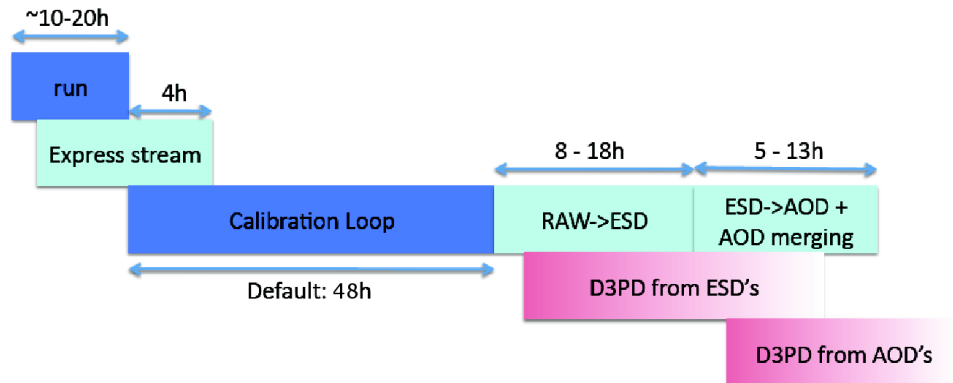 ~10-20h
run
4h
Express stream
8 - 18h
5 - 13h
Calibration Loop
RAW->ESD
ESD->AOD +
AOD merging
Default: 48h
D3PD from ESD's
D3PD from AOD's